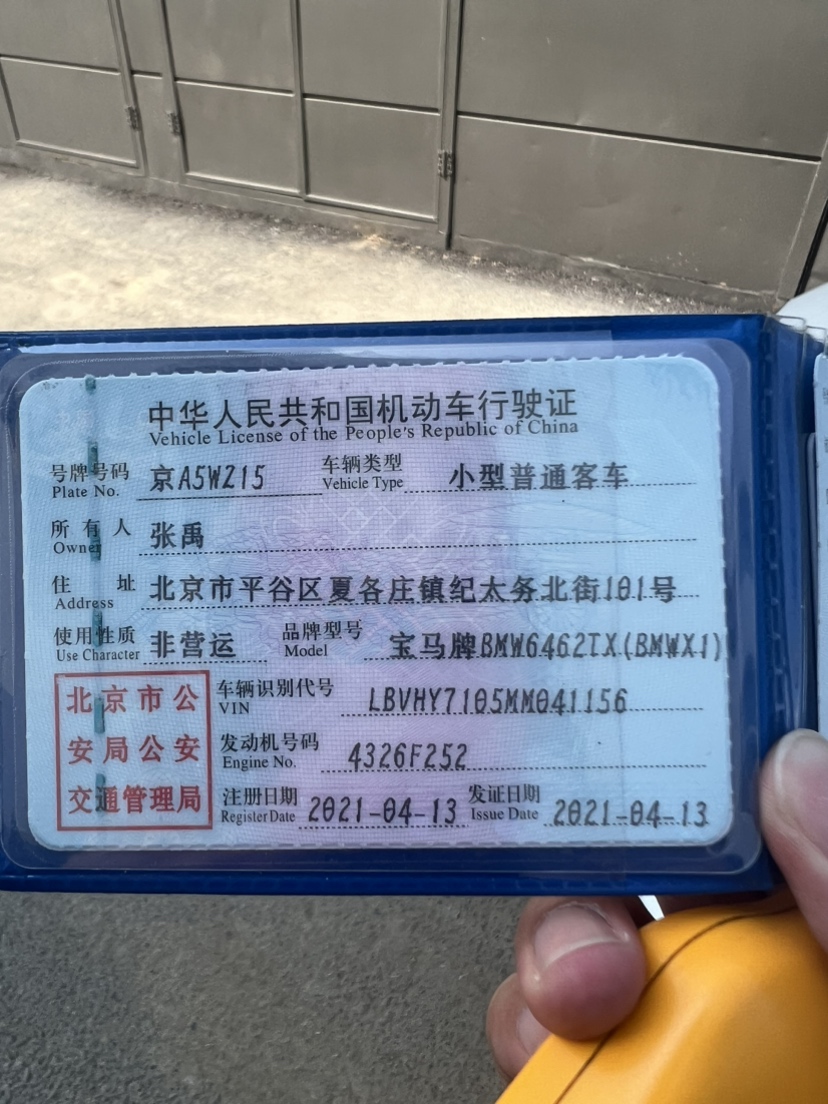 中华人民共和国机动车行驶证
Vehicle License of the People's Republic of China
号牌号码 京A5W215 车辆类型 小型普通客车
Plate No. Vehicle Type
所有人 张禹
Owner
住址 北京市平谷区夏各庄镇纪太务北街101号
Address
使用性质 非营运 品牌型号 宝马牌BMW6462TX(BMWX1)
Use Character Model
北京市公
安局公安
交通管理局
车辆识别代号 LBVHY7105MM041156
VIN
发动机号码 4326F252
Engine No.
注册日期 2021-04-13 发证日期 2021-04-13
Register Date Issue Date